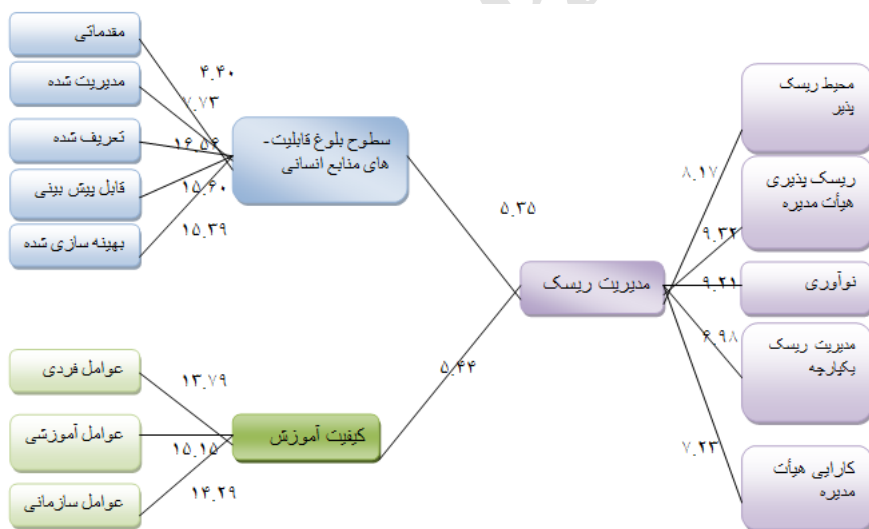 مقدماتی
مدیریت شده
تعریف شده
قابل پیش بینی
بهینه سازی شده
۴.۴۰
۷.۷۳
۱۶.۵۶
۱۵.۶۰
۱۵.۳۹
سطوح بلوغ قابلیت-
های منابع انسانی
۵.۳۵
عوامل فردی
عوامل آموزشی
عوامل سازمانی
۱۳.۷۹
۱۵.۱۵
۱۴.۲۹
کیفیت آموزش
۵.۴۴
مدیریت ریسک
۸.۱۷
۹.۳۲
۹.۲۱
۶.۹۸
۷.۲۳
محیط ریسک
پذیر
ریسک پذیری
هیأت مدیره
نوآوری
مدیریت ریسک
یکپارچه
کارایی هیأت
مدیره